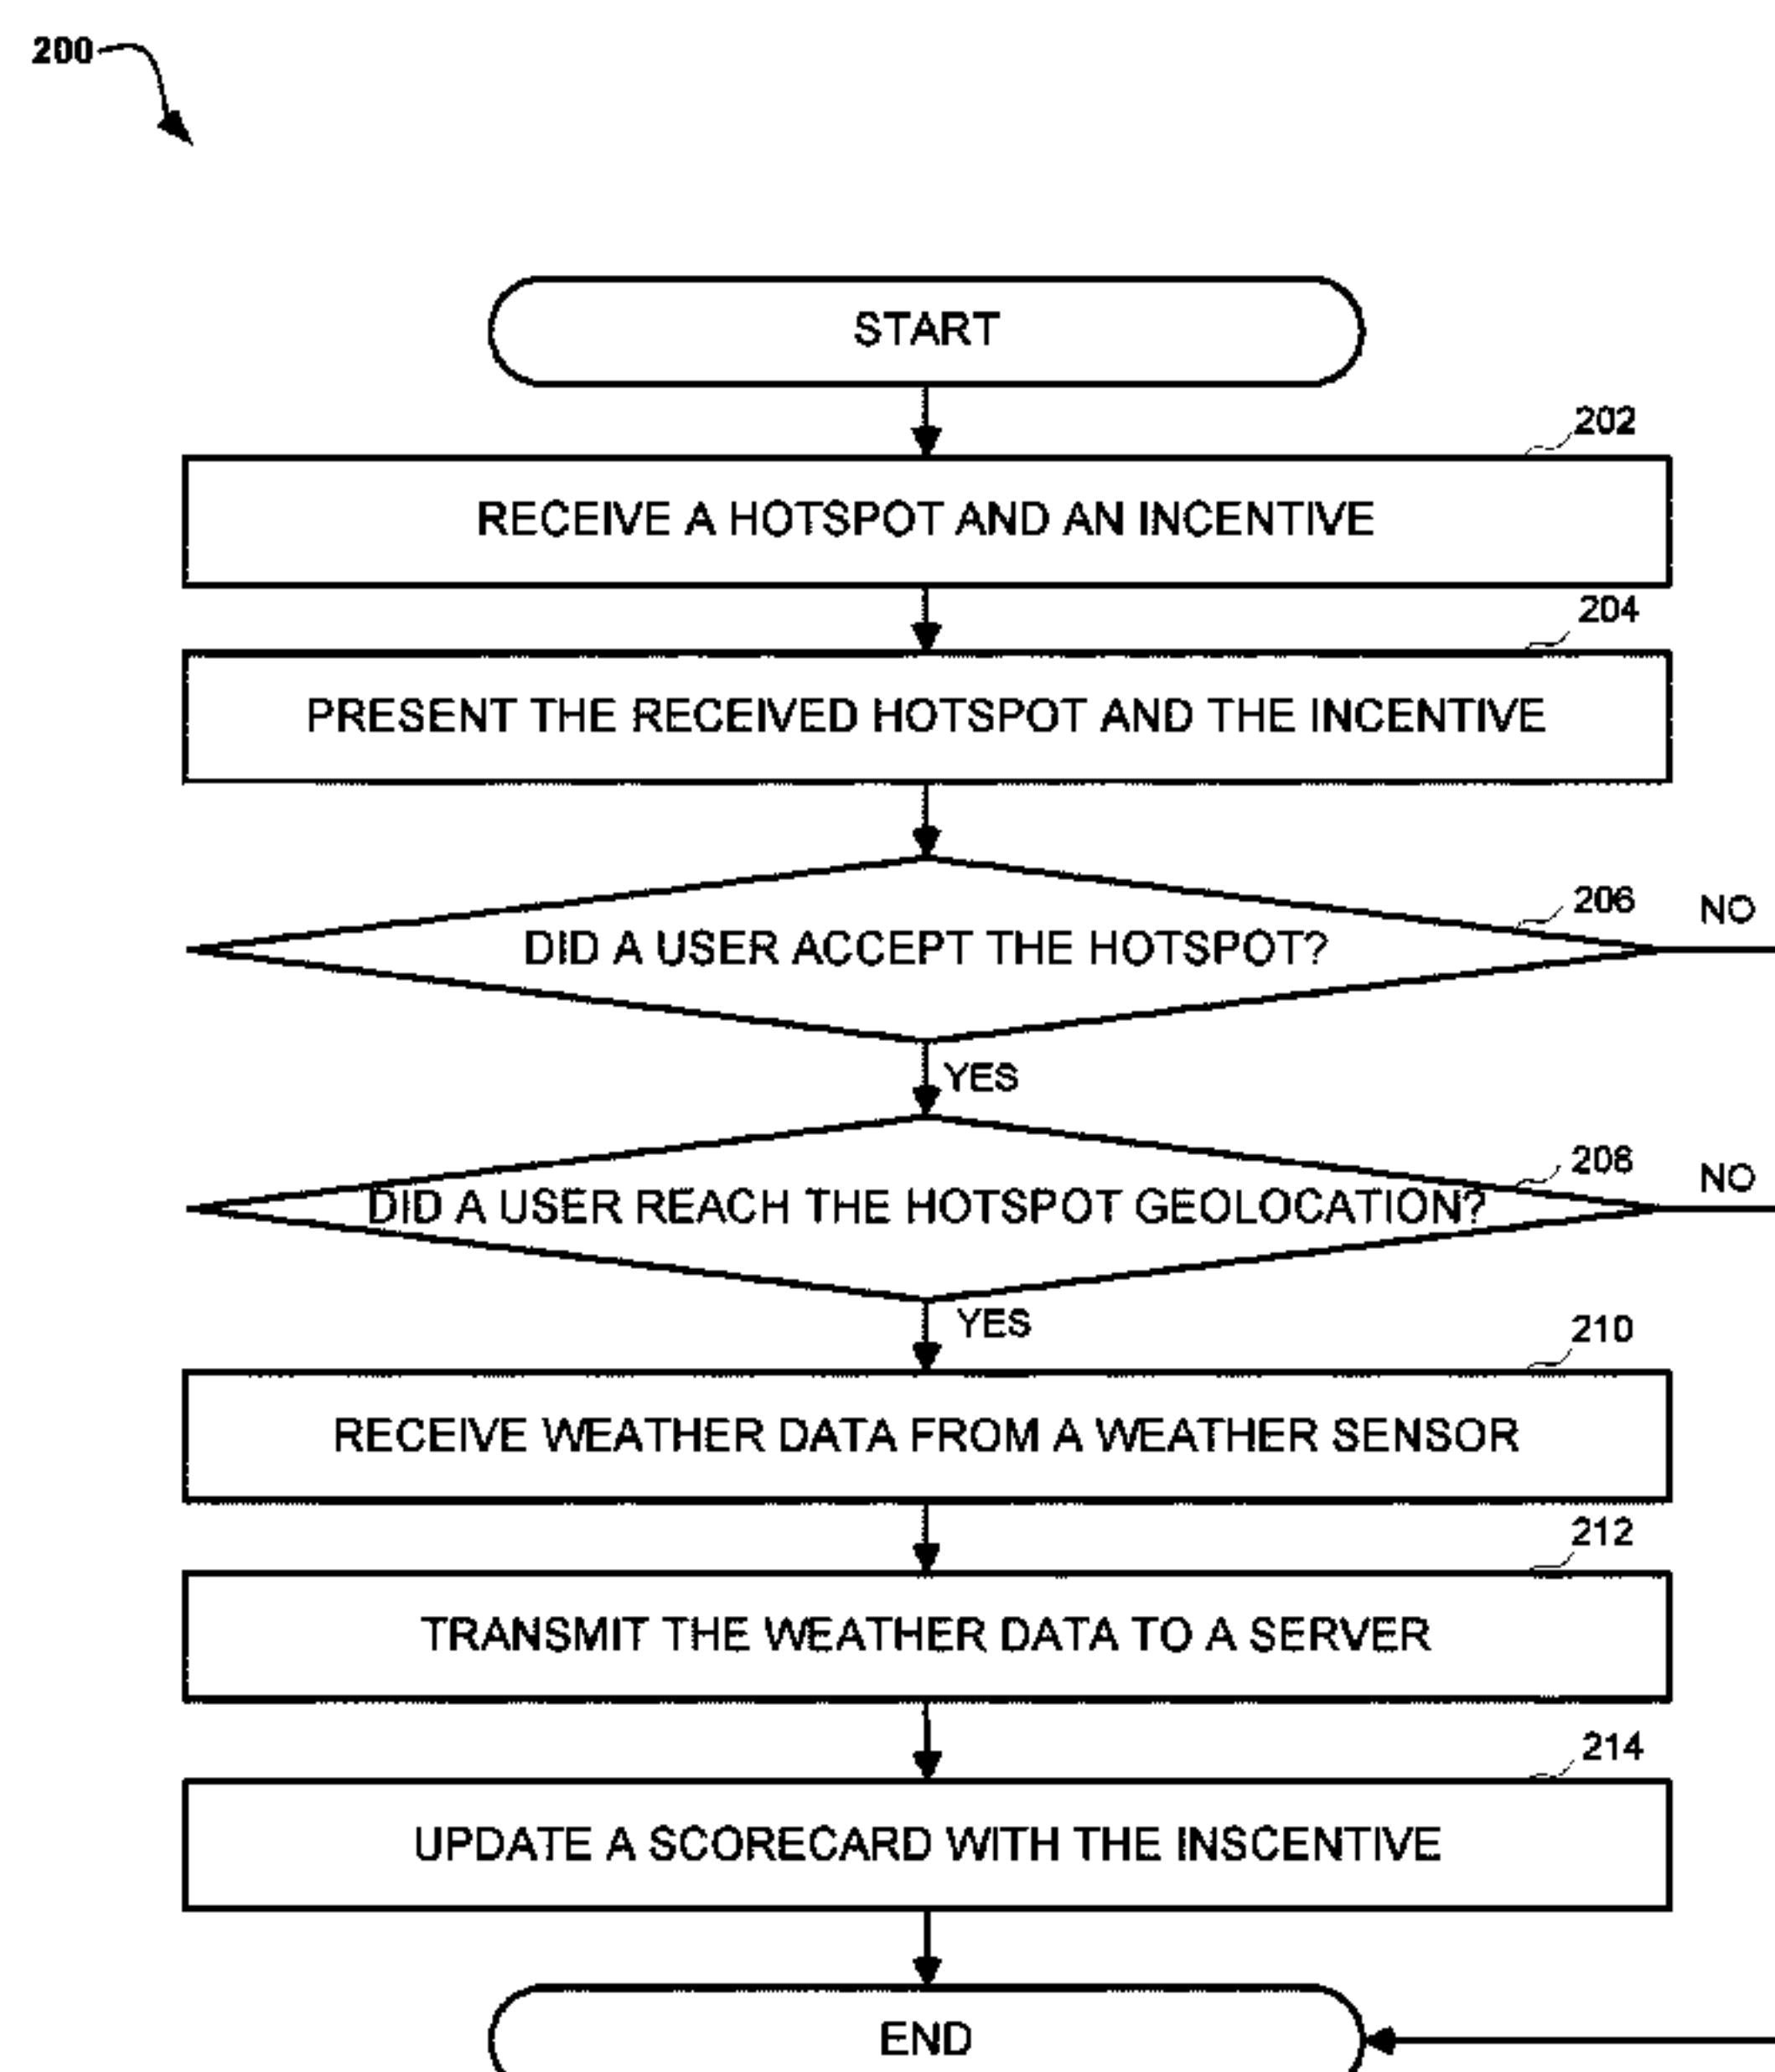 200
START
202
RECEIVE A HOTSPOT AND AN INCENTIVE
204
PRESENT THE RECEIVED HOTSPOT AND THE INCENTIVE
206
NO
DID A USER ACCEPT THE HOTSPOT?
YES
208
NO
DID A USER REACH THE HOTSPOT GEOLOCATION?
YES
210
RECEIVE WEATHER DATA FROM A WEATHER SENSOR
212
TRANSMIT THE WEATHER DATA TO A SERVER
214
UPDATE A SCORECARD WITH THE INSCENTIVE
END